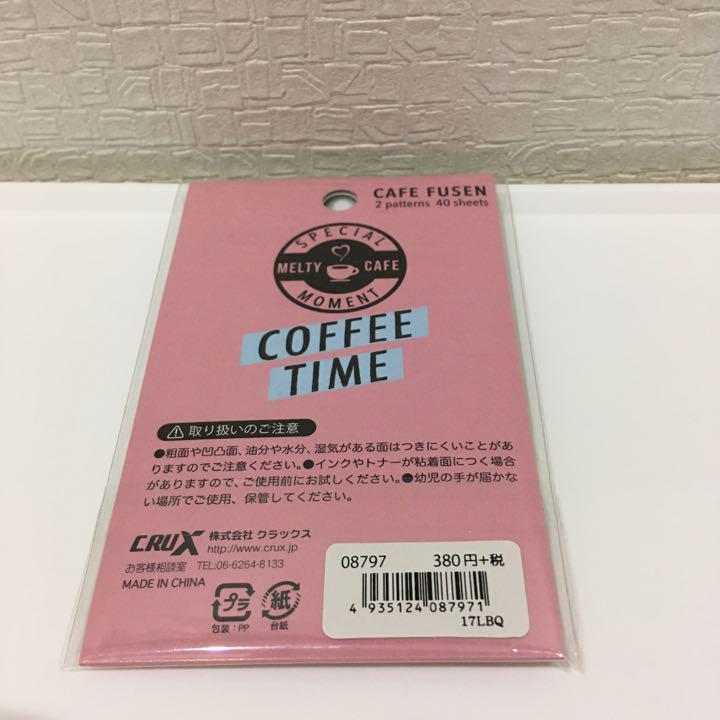 CAFE FUSEN
2 patterns 40 sheets
SPECIAL
MELTY CAFE
MOMENT
COFFEE
TIME
取り扱いのご注意
●粗面や凹凸面、油分や水分、湿気がある面はつきにくいことがあ
りますのでご注意ください。●インクやトナーが粘着面につく場合
がありますので、ご使用前にお試しください。●幼児の手が届かな
い場所でご使用、保管してください。
CRUX 株式会社 クラックス
http://www.crux.jp
お客様相談室 TEL:06-6264-8133
MADE IN CHINA
プラ 紙
包装:PP 台紙
08797 380円+税
4 935124 087971
17LBQ